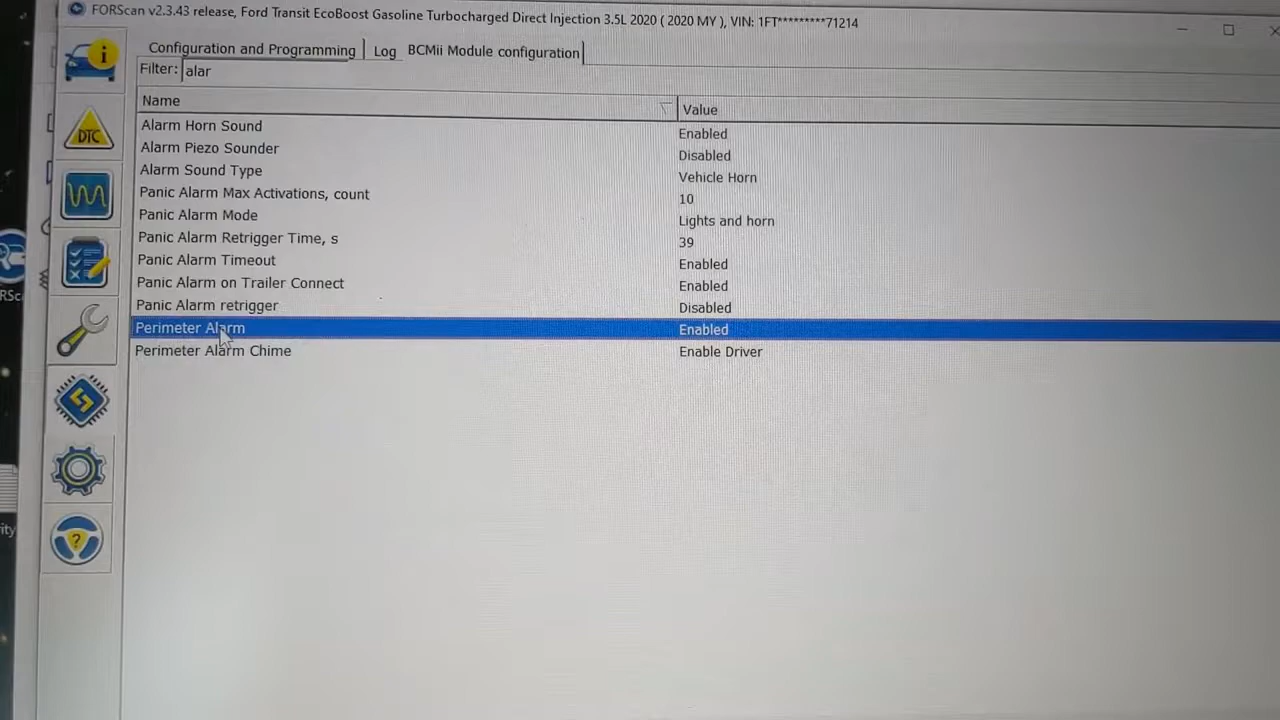 FORScan v2.3.43 release, Ford Transit EcoBoost Gasoline Turbocharged Direct Injection 3.5L 2020 ( 2020 MY ), VIN: 1FT*********71214
Configuration and Programming Log BCMii Module configuration
Filter: alar
Name Value
Alarm Horn Sound Enabled
Alarm Piezo Sounder Disabled
Alarm Sound Type Vehicle Horn
Panic Alarm Max Activations, count 10
Panic Alarm Mode Lights and horn
Panic Alarm Retrigger Time, s 39
Panic Alarm Timeout Enabled
Panic Alarm on Trailer Connect Enabled
Panic Alarm retrigger Disabled
Perimeter Alarm Enabled
Perimeter Alarm Chime Enable Driver
i
DTC
?
RSc
ity